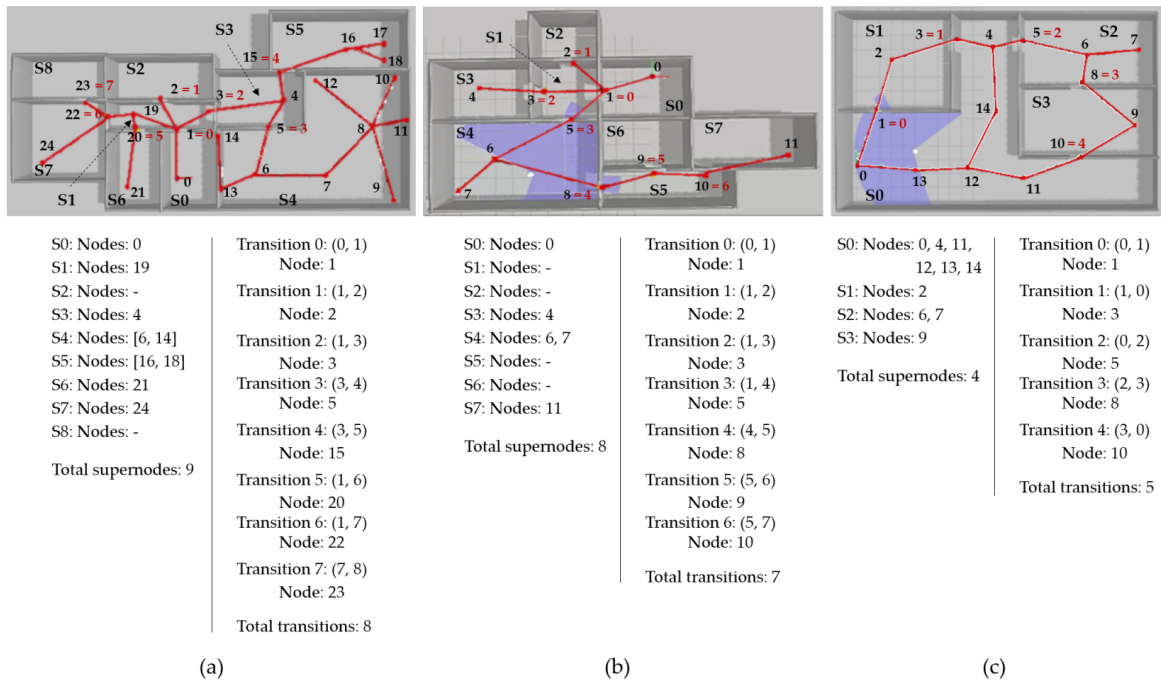 S3
S5
17
16
15 = 4
18
S8
S2
23 = 7
2 = 1
3 = 2
12
10
4
22 = 6
19
1 = 0
20 = 5
14
5 = 3
8
11
24
6
7
S7
21
0
13
9
S1
S6
S0
S4
S0: Nodes: 0
S1: Nodes: 19
S2: Nodes: -
S3: Nodes: 4
S4: Nodes: [6, 14]
S5: Nodes: [16, 18]
S6: Nodes: 21
S7: Nodes: 24
S8: Nodes: -
Total supernodes: 9
Transition 0: (0, 1)
Node: 1
Transition 1: (1, 2)
Node: 2
Transition 2: (1, 3)
Node: 3
Transition 3: (3, 4)
Node: 5
Transition 4: (3, 5)
Node: 15
Transition 5: (1, 6)
Node: 20
Transition 6: (1, 7)
Node: 22
Transition 7: (7, 8)
Node: 23
Total transitions: 8
(a)
S1
S2
2 = 1
0
S3
4
3 = 2
1 = 0
S0
S4
5 = 3
S6
S7
6
9 = 5
11
7
8 = 4
S5
10 = 6
S0: Nodes: 0
S1: Nodes: -
S2: Nodes: -
S3: Nodes: 4
S4: Nodes: 6, 7
S5: Nodes: -
S6: Nodes: -
S7: Nodes: 11
Total supernodes: 8
Transition 0: (0, 1)
Node: 1
Transition 1: (1, 2)
Node: 2
Transition 2: (1, 3)
Node: 3
Transition 3: (1, 4)
Node: 5
Transition 4: (4, 5)
Node: 8
Transition 5: (5, 6)
Node: 9
Transition 6: (5, 7)
Node: 10
Total transitions: 7
(b)
S1
3 = 1
4
5 = 2
S2
2
6
7
8 = 3
S3
14
9
1 = 0
10 = 4
0
13
12
11
S0
S0: Nodes: 0, 4, 11,
12, 13, 14
S1: Nodes: 2
S2: Nodes: 6, 7
S3: Nodes: 9
Total supernodes: 4
Transition 0: (0, 1)
Node: 1
Transition 1: (1, 0)
Node: 3
Transition 2: (0, 2)
Node: 5
Transition 3: (2, 3)
Node: 8
Transition 4: (3, 0)
Node: 10
Total transitions: 5
(c)